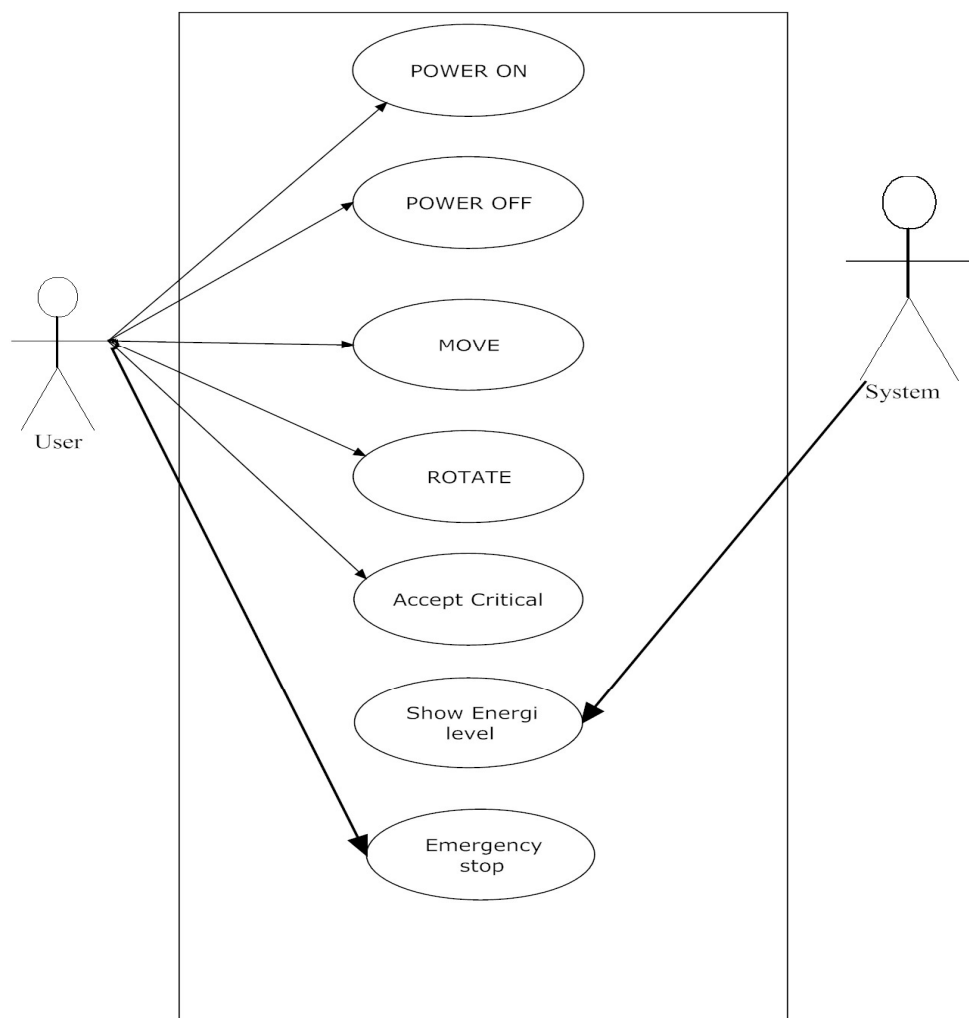 POWER ON
POWER OFF
MOVE
User
System
ROTATE
Accept Critical
Show Energi
level
Emergency
stop